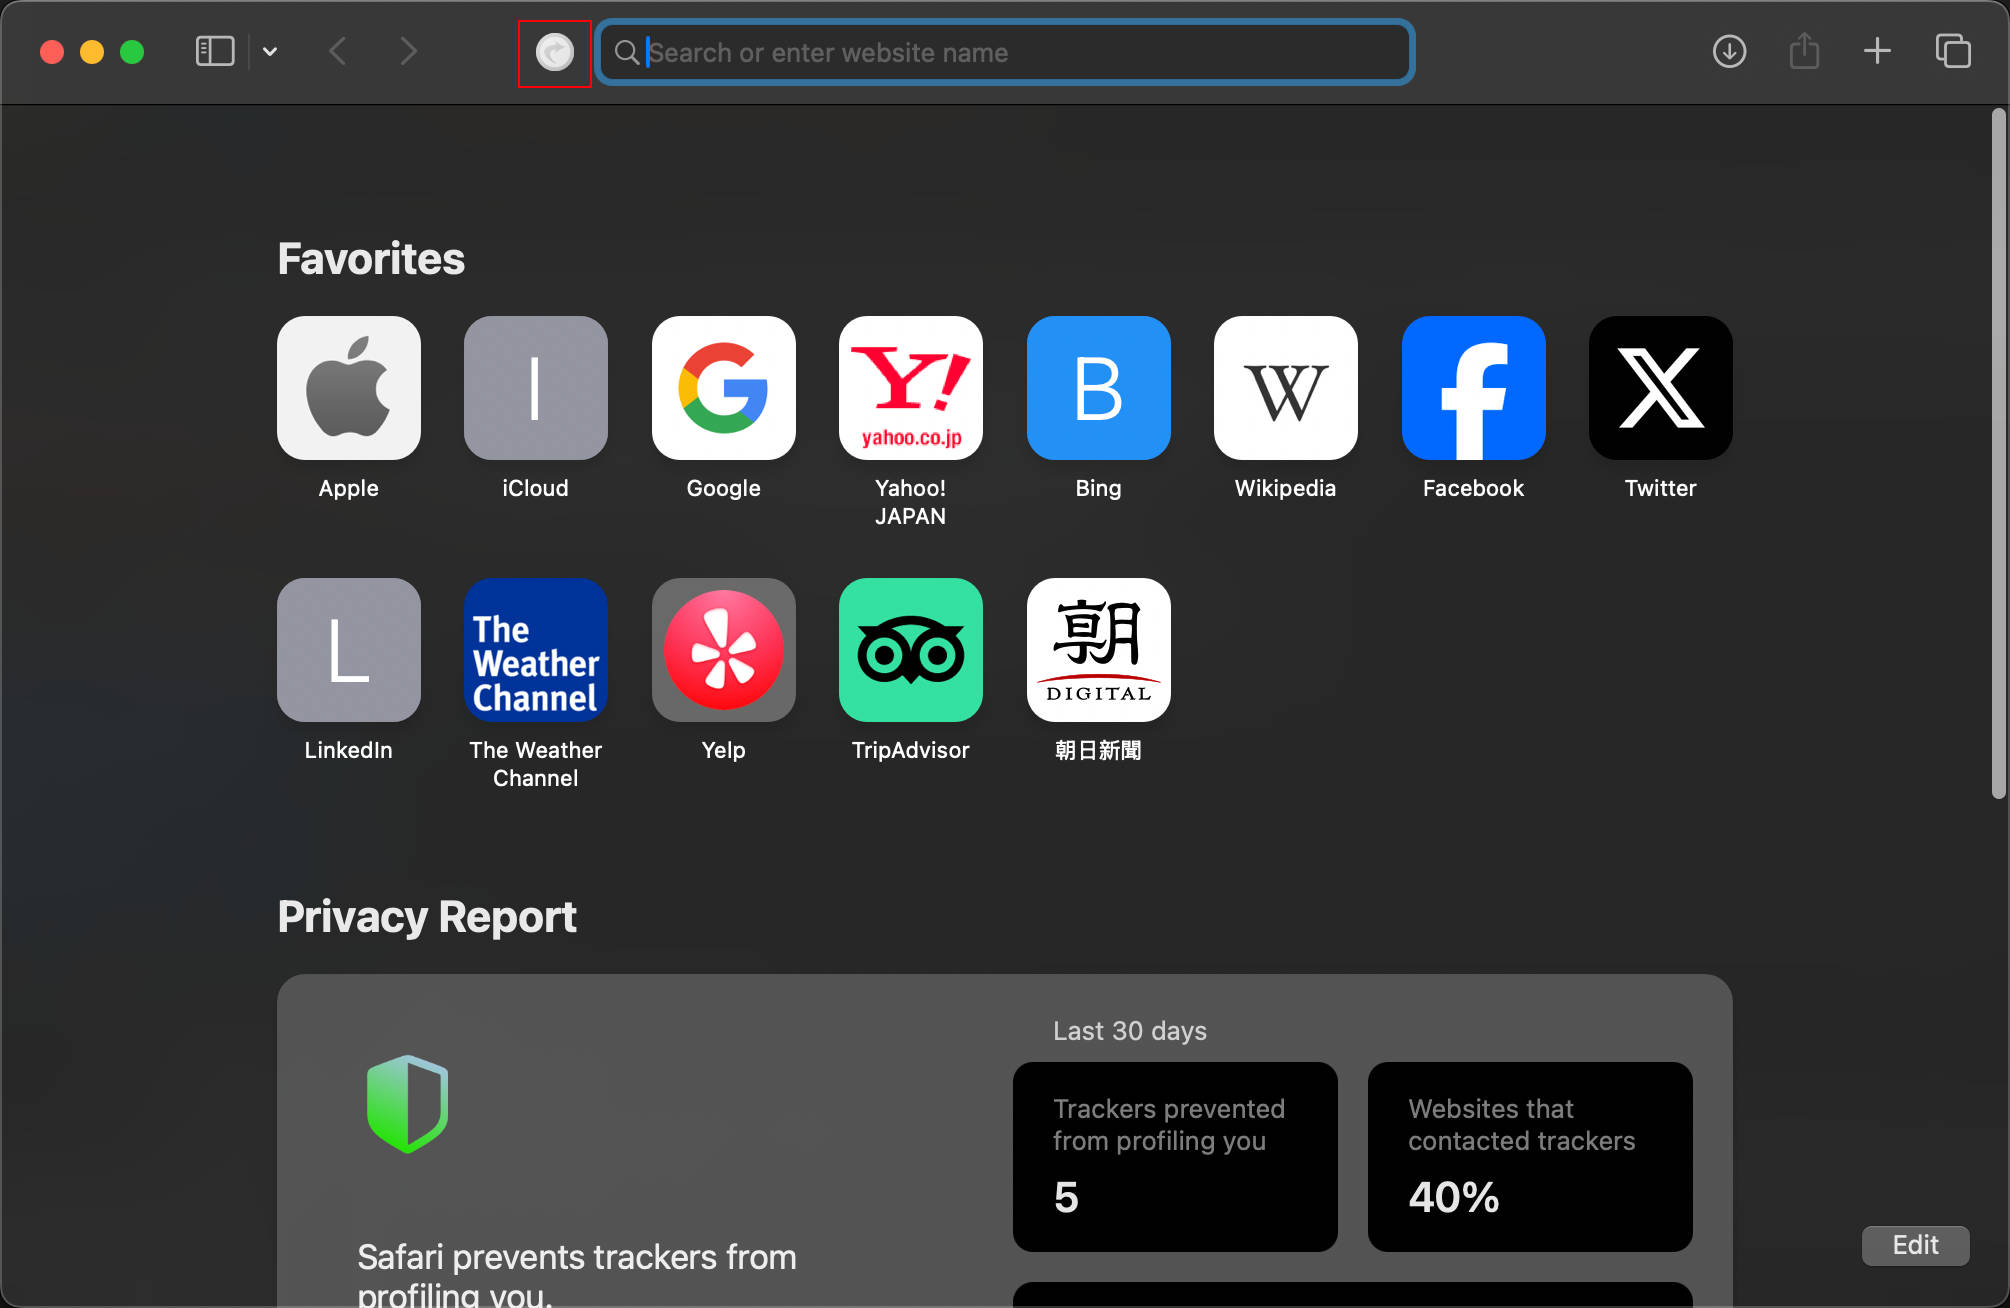 Search or enter website name
Favorites
I
yahoo.co.jp
B
W
Apple
iCloud
Google
Yahoo!
JAPAN
Bing
Wikipedia
Facebook
Twitter
L
The
Weather
Channel
朝
DIGITAL
LinkedIn
The Weather
Channel
Yelp
TripAdvisor
朝日新聞
Privacy Report
Last 30 days
Trackers prevented
from profiling you
5
Websites that
contacted trackers
40%
Safari prevents trackers from
profiling you.
Edit